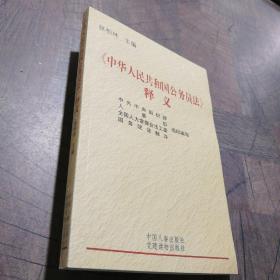 张柏林 主编
《中华人民共和国公务员法》
释义
中共中央组织部
人事部
全国人大常委会法工委 组织编写
国务院法制办
中国人事出版社
党建读物出版社